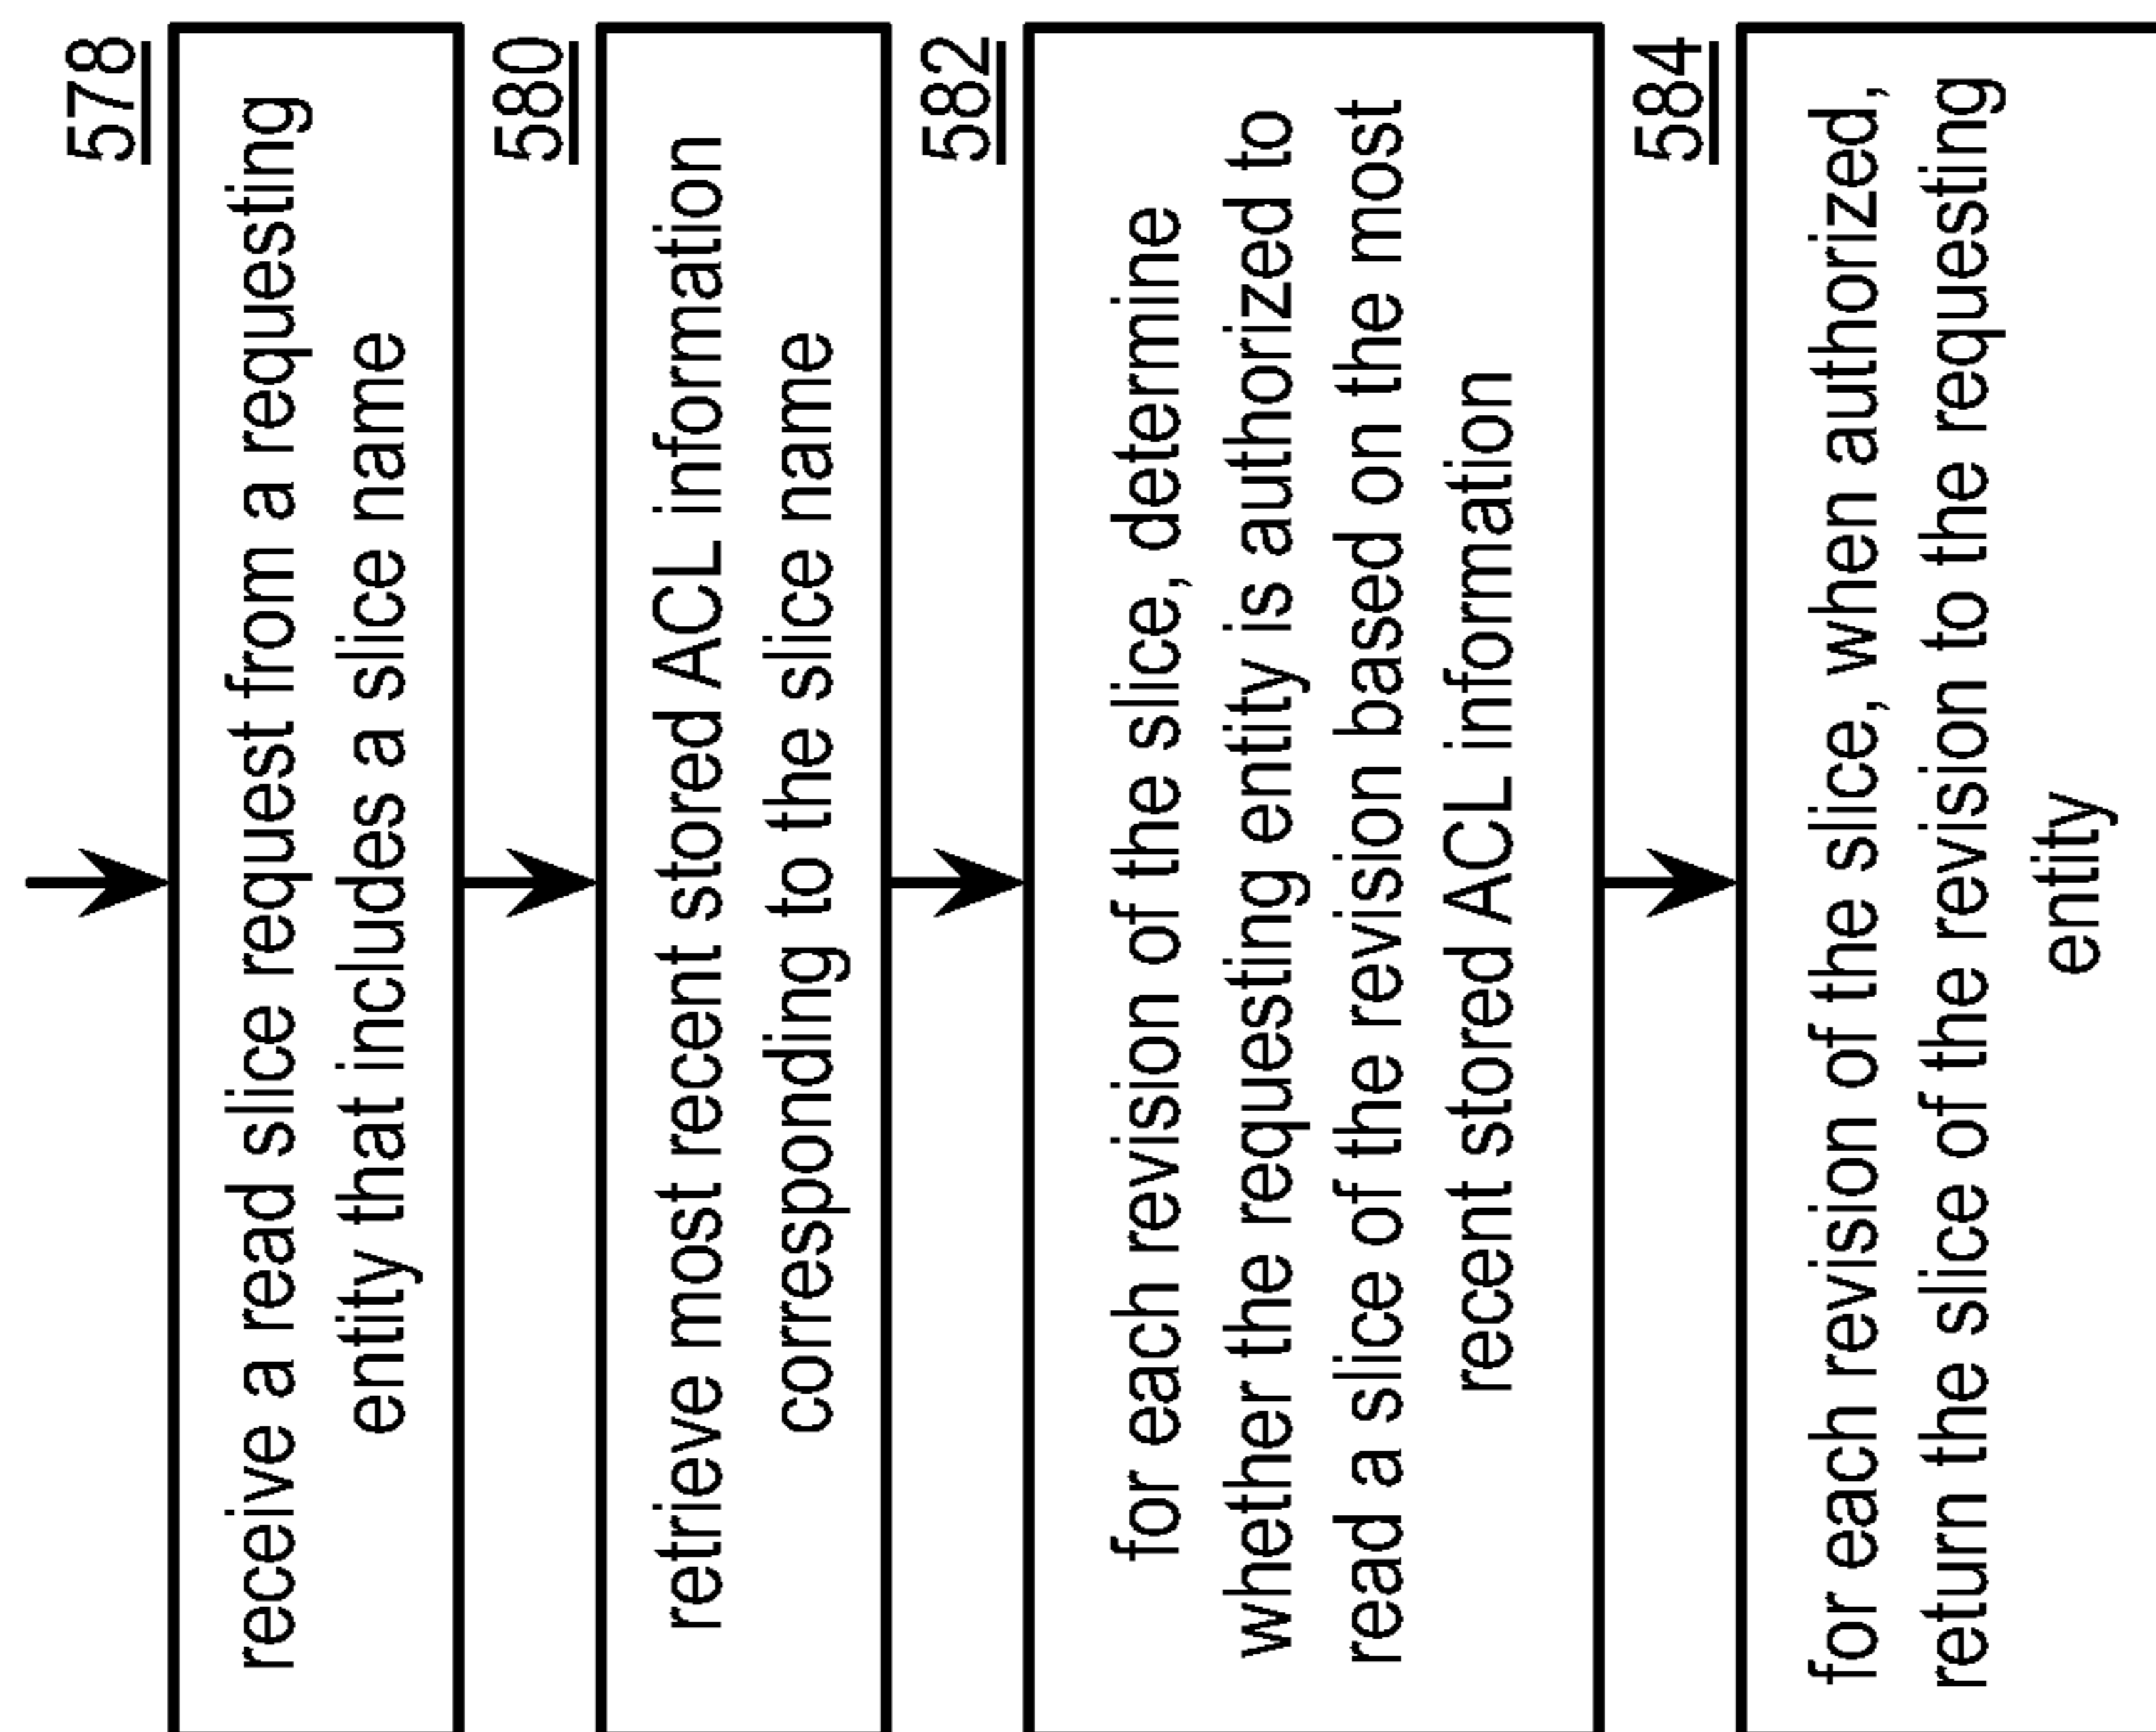 578
receive a read slice request from a requesting
entity that includes a slice name
580
retrieve most recent stored ACL information
corresponding to the slice name
582
for each revision of the slice, determine
whether the requesting entity is authorized to
read a slice of the revision based on the most
recent stored ACL information
584
for each revision of the slice, when authorized,
return the slice of the revision to the requesting
entity